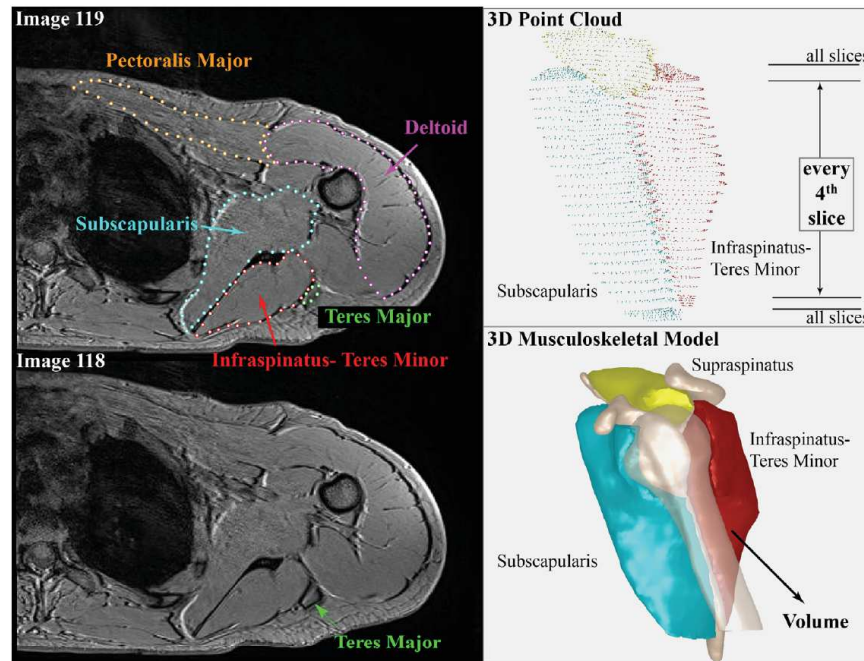 Image 119
Pectoralis Major
Deltoid
Subscapularis
Teres Major
Infraspinatus- Teres Minor
Image 118
Teres Major
3D Point Cloud
all slices
every
4th
slice
Infraspinatus-
Teres Minor
Subscapularis
all slices
3D Musculoskeletal Model
Supraspinatus
Infraspinatus-
Teres Minor
Subscapularis
Volume